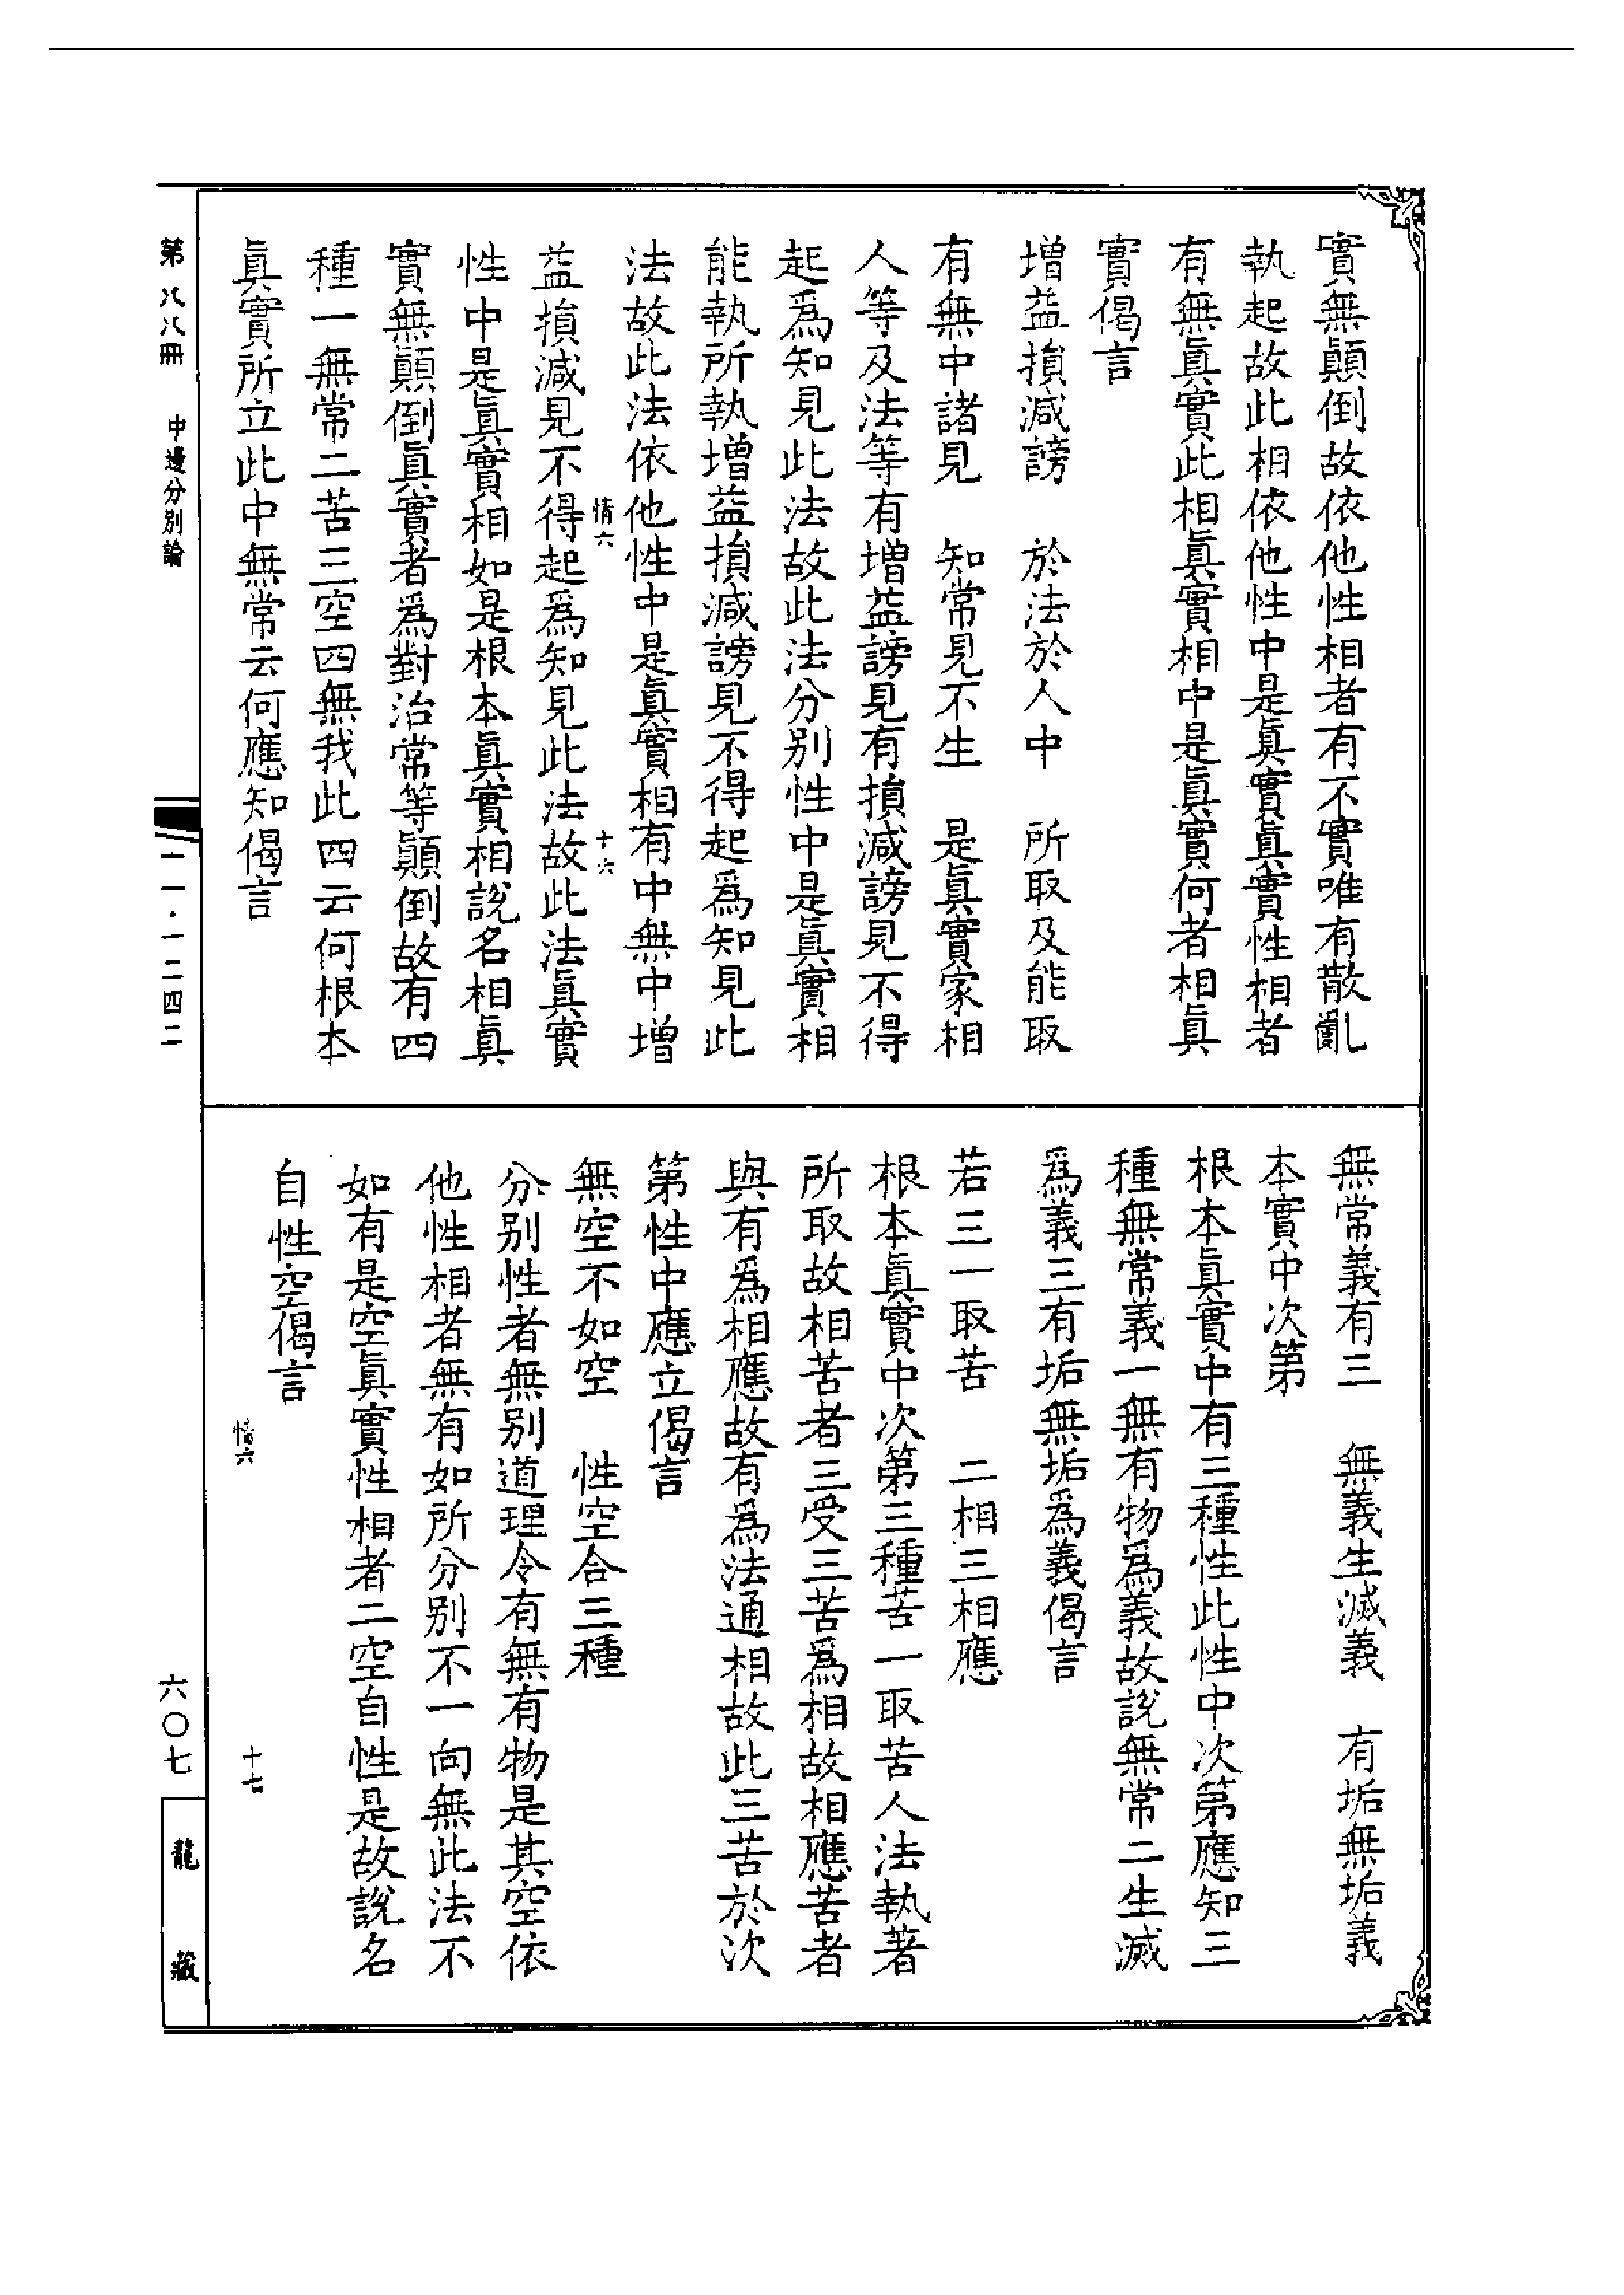 實無顛倒故依他性相者有不實唯有散亂
執起故此相依他性中是眞實眞實性相者
有無眞實此相眞實相中是眞實何者相眞
實偈言
增益損減謗　於法於人中　所取及能取
有無中諸見　知常見不生　是眞實家相
人等及法等有增益謗見有損減謗見不得
起爲知見此法故此法分別性中是眞實相
能執所執增益損減謗見不得起爲知見此
法故此法依他性中是眞實相有中無中增
情六　十六
益損減見不得起爲知見此法故此法眞實
性中是眞實相如是根本眞實相說名相眞
實無顛倒眞實者爲對治常等顛倒故有四
種一無常二苦三空四無我此四云何根本
眞實所立此中無常云何應知偈言
無常義有三　無義生滅義　有垢無垢義
本實中次第
根本眞實中有三種性此性中次第應知三
種無常義一無有物爲義故說無常二生滅
爲義三有垢無垢爲義偈言
若三一取苦　二相三相應
根本眞實中次第三種苦一取苦人法執著
所取故相苦者三受三苦爲相故相應苦者
與有爲相應故有爲法通相故此三苦於次
第性中應立偈言
無空不如空　性空合三種
分別性者無別道理令有無有物是其空依
他性相者無有如所分別不一向無此法不
如有是空眞實性相者二空自性是故說名
自性空偈言
情六　十七
第八八冊　中邊分別論　一一·一二四二　六〇七　龍藏